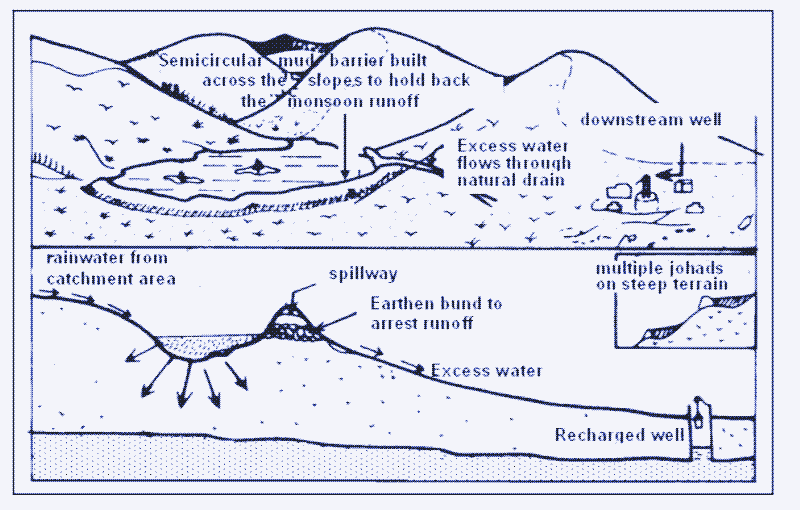 Semicircular mud barrier built
across the slopes to hold back
the monsoon runoff
downstream well
Excess water
flows through
natural drain
rainwater from
catchment area
spillway
Earthen bund to
arrest runoff
multiple johads
on steep terrain
Excess water
Recharged well